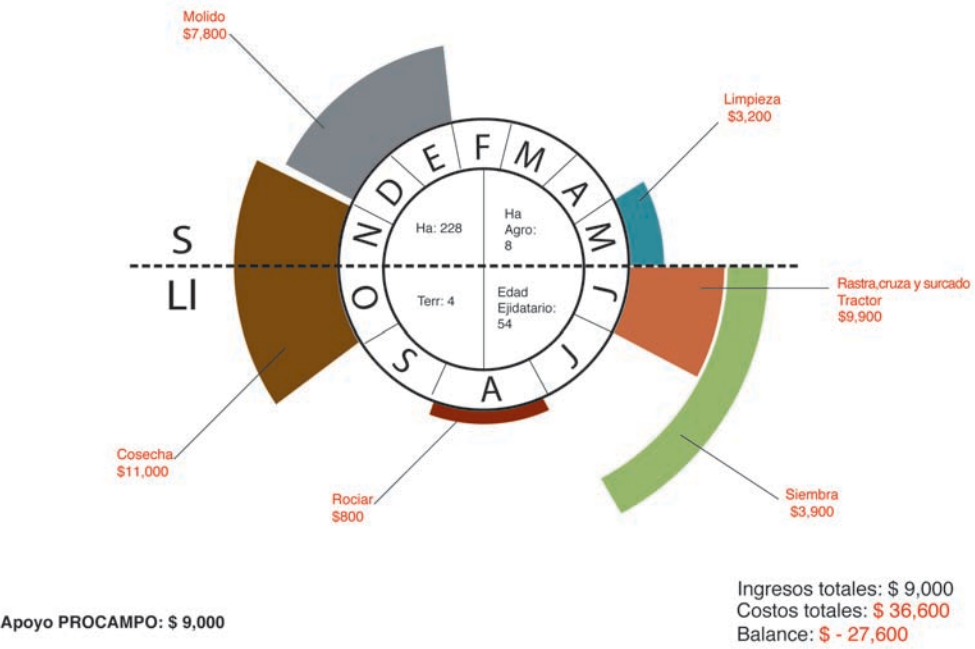 Molido
$7,800
Limpieza
$3,200
E
F
M
D
A
N
M
Ha: 228
Ha
Agro:
8
S
LI
O
J
Terr: 4
Edad
Ejidatario:
54
Rastra,cruza y surcado
Tractor
$9,900
S
J
A
Cosecha
$11,000
Rociar
$800
Siembra
$3,900
Apoyo PROCAMPO: $ 9,000
Ingresos totales: $ 9,000
Costos totales: $ 36,600
Balance: $ - 27,600